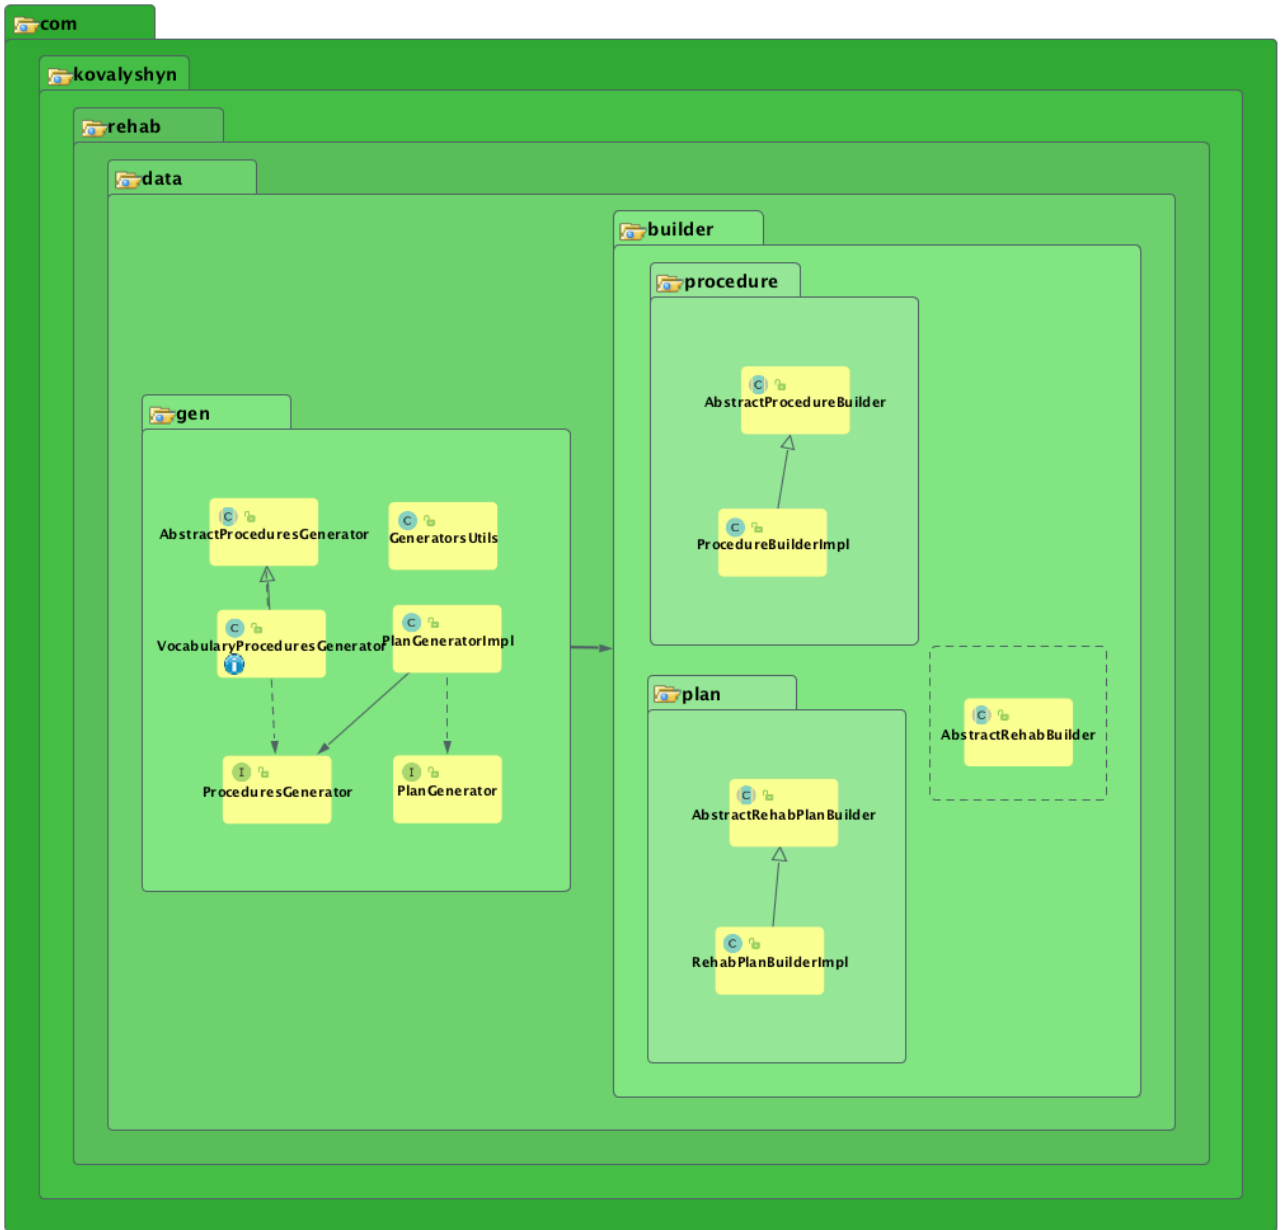 com
kovalyshyn
rehab
data
builder
procedure
C
AbstractProcedureBuilder
C
ProcedureBuilderImpl
gen
C
AbstractProceduresGenerator
C
GeneratorsUtils
C
VocabularyProceduresGenerator
i
C
PlanGeneratorImpl
I
ProceduresGenerator
I
PlanGenerator
plan
C
AbstractRehabPlanBuilder
C
RehabPlanBuilderImpl
C
AbstractRehabBuilder